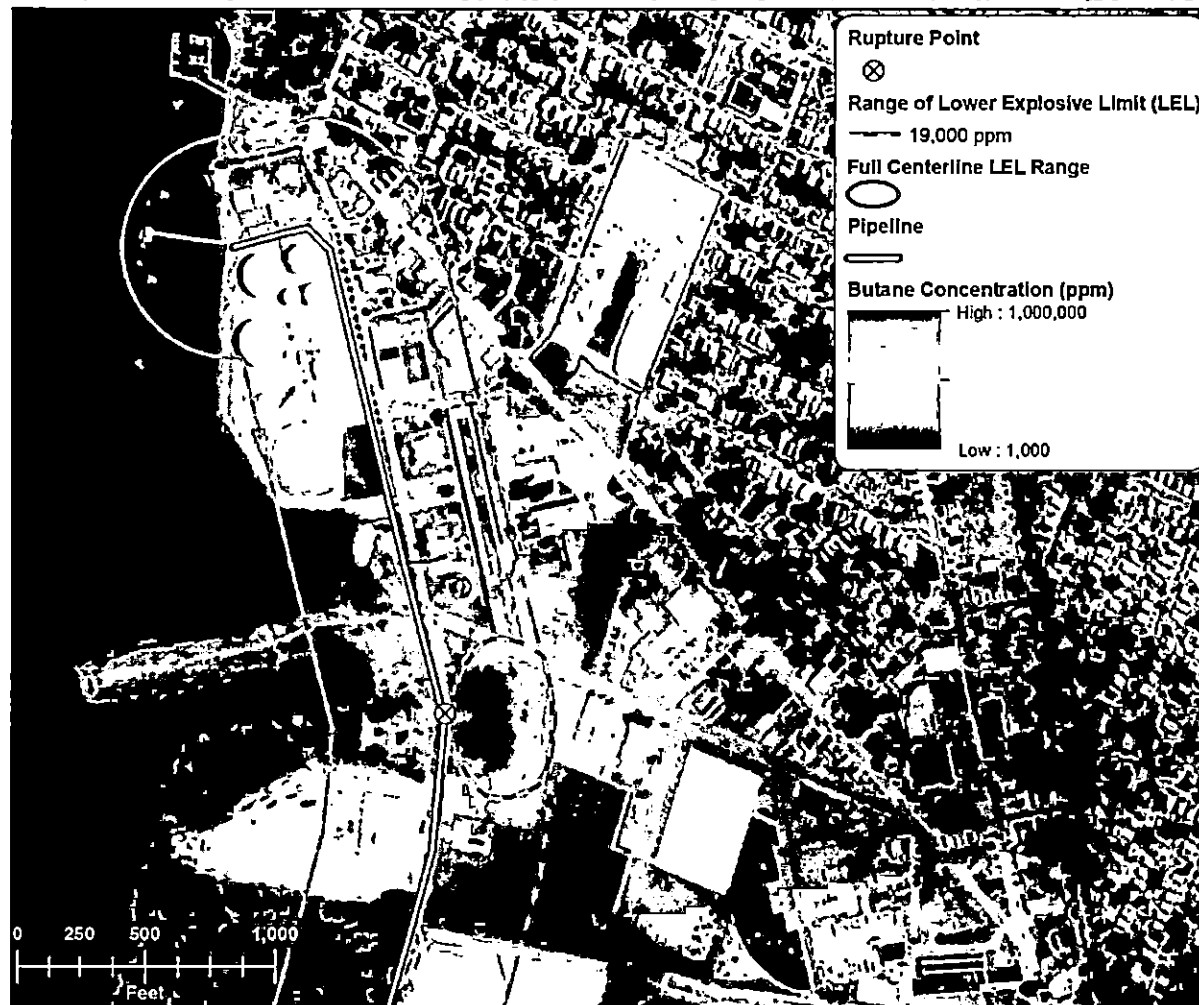 Rupture Point
Range of Lower Explosive Limit (LEL)
19,000 ppm
Full Centerline LEL Range
Pipeline
Butane Concentration (ppm)
High : 1,000,000
Low : 1,000
0 250 500 1,000
Feet